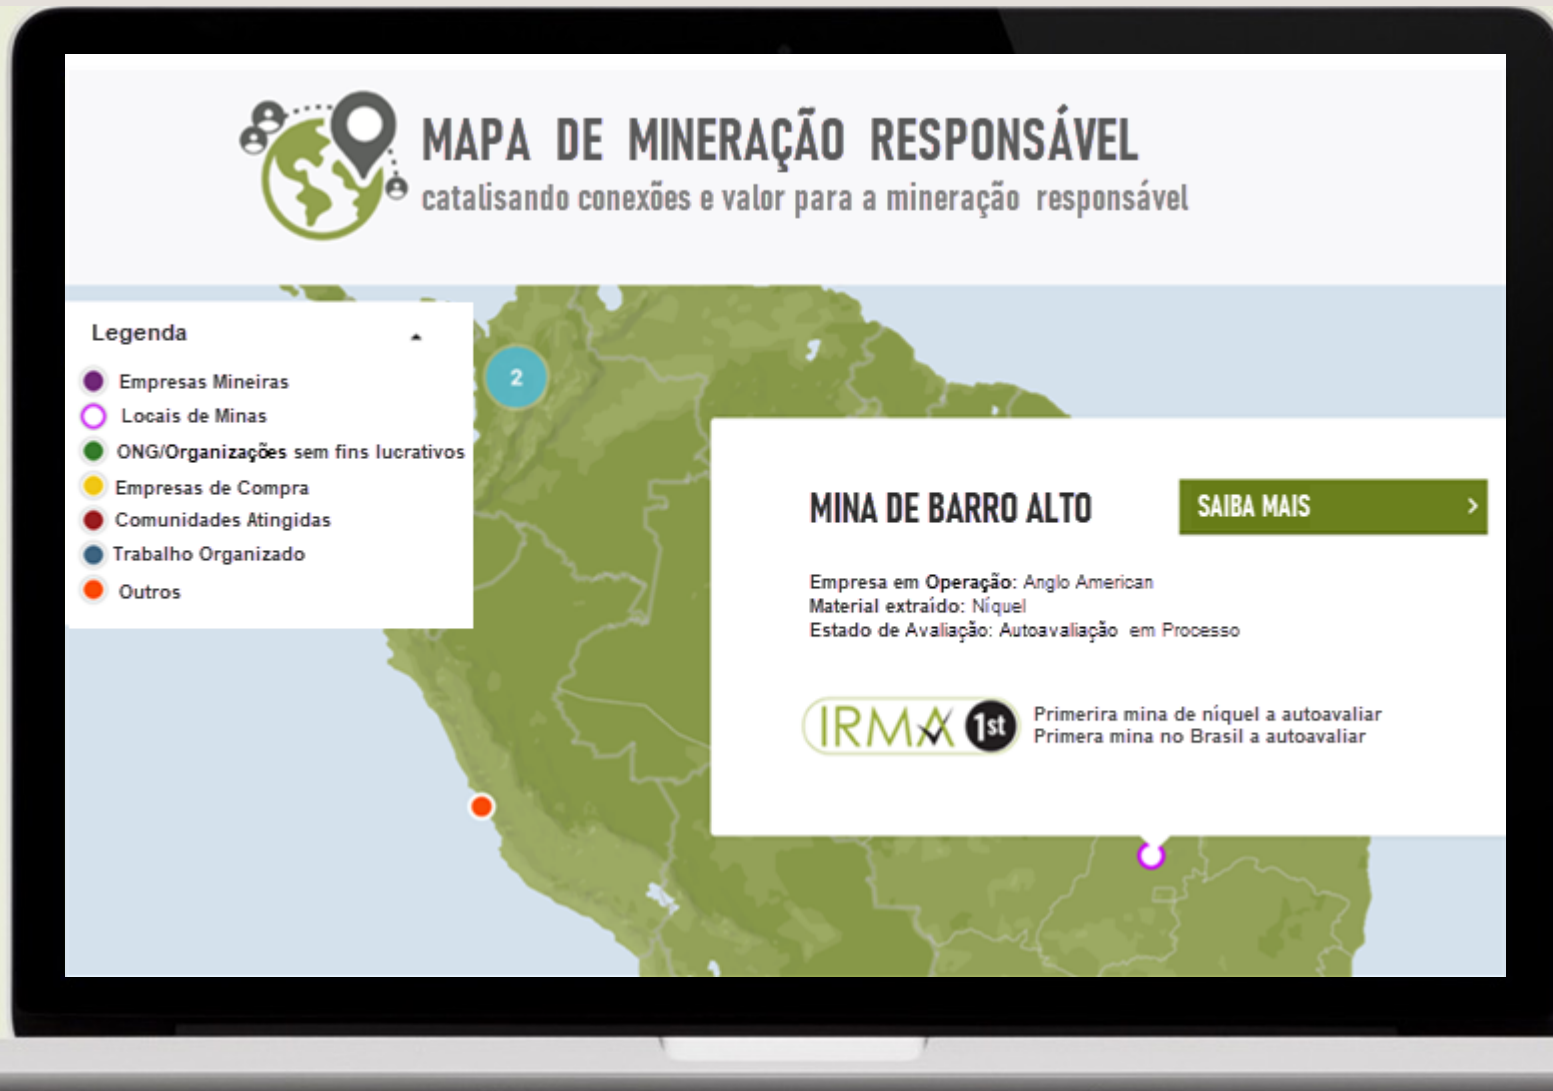 MAPA DE MINERAÇÃO RESPONSÁVEL
catalisando conexões e valor para a mineração responsável
Legenda
Empresas Mineiras
Locais de Minas
ONG/Organizações sem fins lucrativos
Empresas de Compra
Comunidades Atingidas
Trabalho Organizado
Outros
2
MINA DE BARRO ALTO
SAIBA MAIS
Empresa em Operação: Anglo American
Material extraído: Níquel
Estado de Avaliação: Autoavaliação em Processo
IRMA 1st
Primerira mina de níquel a autoavaliar
Primera mina no Brasil a autoavaliar